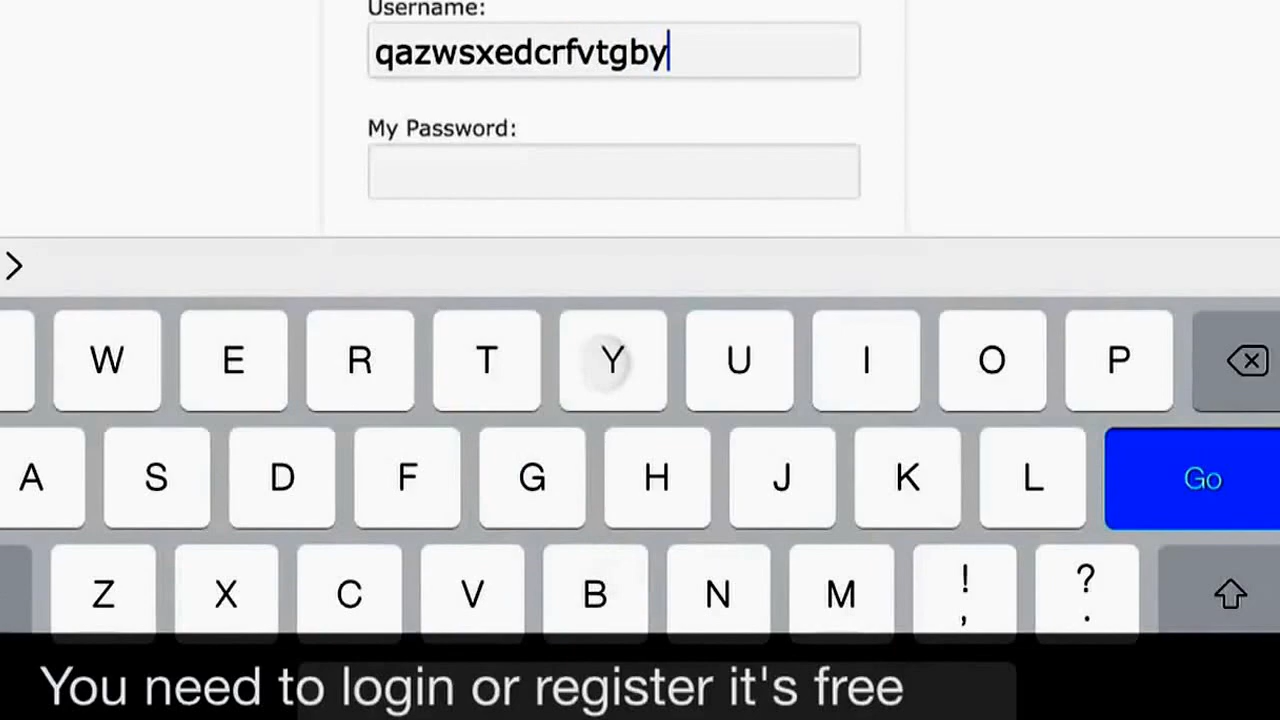 Username:
qazwsxedcrfvtgby
My Password:
W E R T Y U I O P
A S D F G H J K L Go
Z X C V B N M ! , ? .
You need to login or register it's free